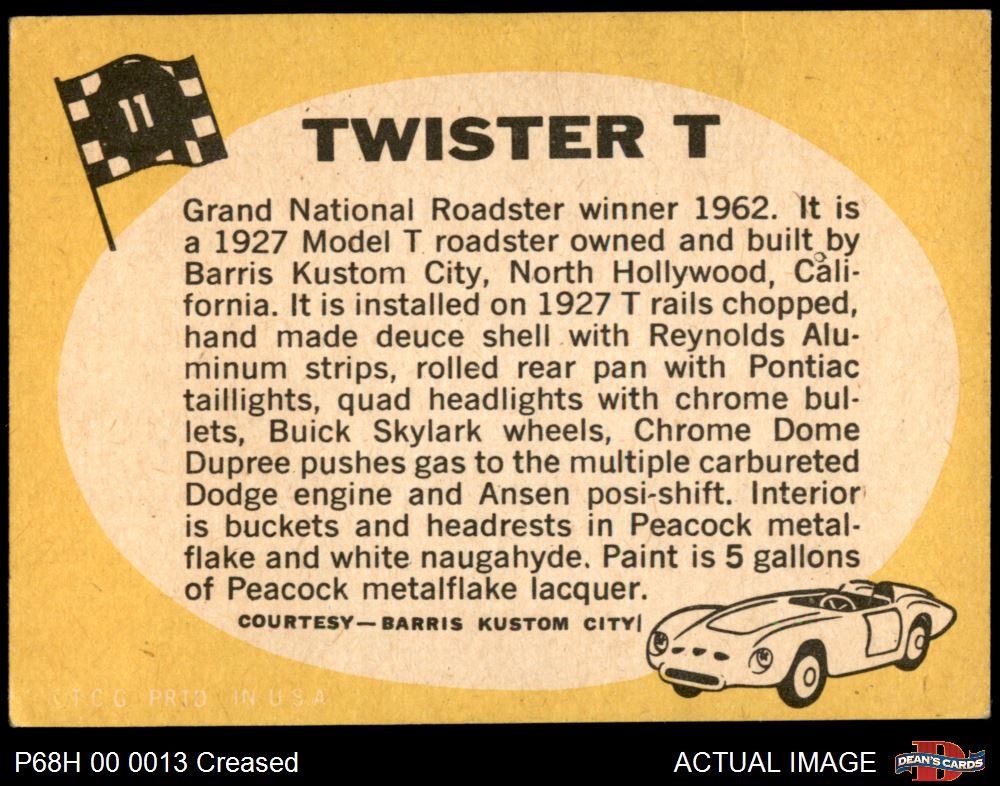 11
TWISTER T
Grand National Roadster winner 1962. It is
a 1927 Model T roadster owned and built by
Barris Kustom City, North Hollywood, Cali-
fornia. It is installed on 1927 T rails chopped,
hand made deuce shell with Reynolds Alu-
minum strips, rolled rear pan with Pontiac
taillights, quad headlights with chrome bul-
lets, Buick Skylark wheels, Chrome Dome
Dupree pushes gas to the multiple carbureted
Dodge engine and Ansen posi-shift. Interior
is buckets and headrests in Peacock metal-
flake and white naugahyde. Paint is 5 gallons
of Peacock metalflake lacquer.
COURTESY—BARRIS KUSTOM CITY
©T.C.G. PRTD. IN U.S.A.
P68H 00 0013 Creased
ACTUAL IMAGE
D
DEAN'S CARDS